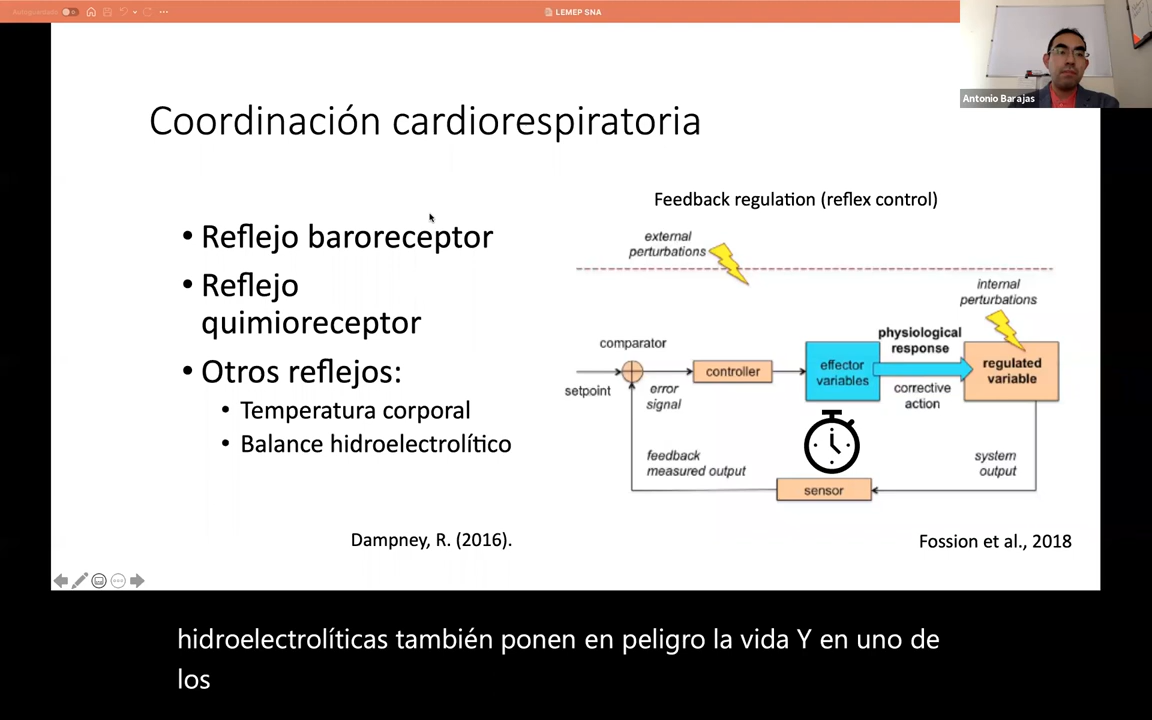 Autoguardado
LEMEP SNA
Antonio Barajas
Coordinación cardiorespiratoria
• Reflejo baroreceptor
• Reflejo
quimioreceptor
• Otros reflejos:
• Temperatura corporal
• Balance hidroelectrolítico
Dampney, R. (2016).
Feedback regulation (reflex control)
external
perturbations
internal
perturbations
comparator
setpoint
error
signal
controller
effector
variables
physiological
response
corrective
action
regulated
variable
feedback
measured output
sensor
system
output
Fossion et al., 2018
hidroelectrolíticas también ponen en peligro la vida Y en uno de
los